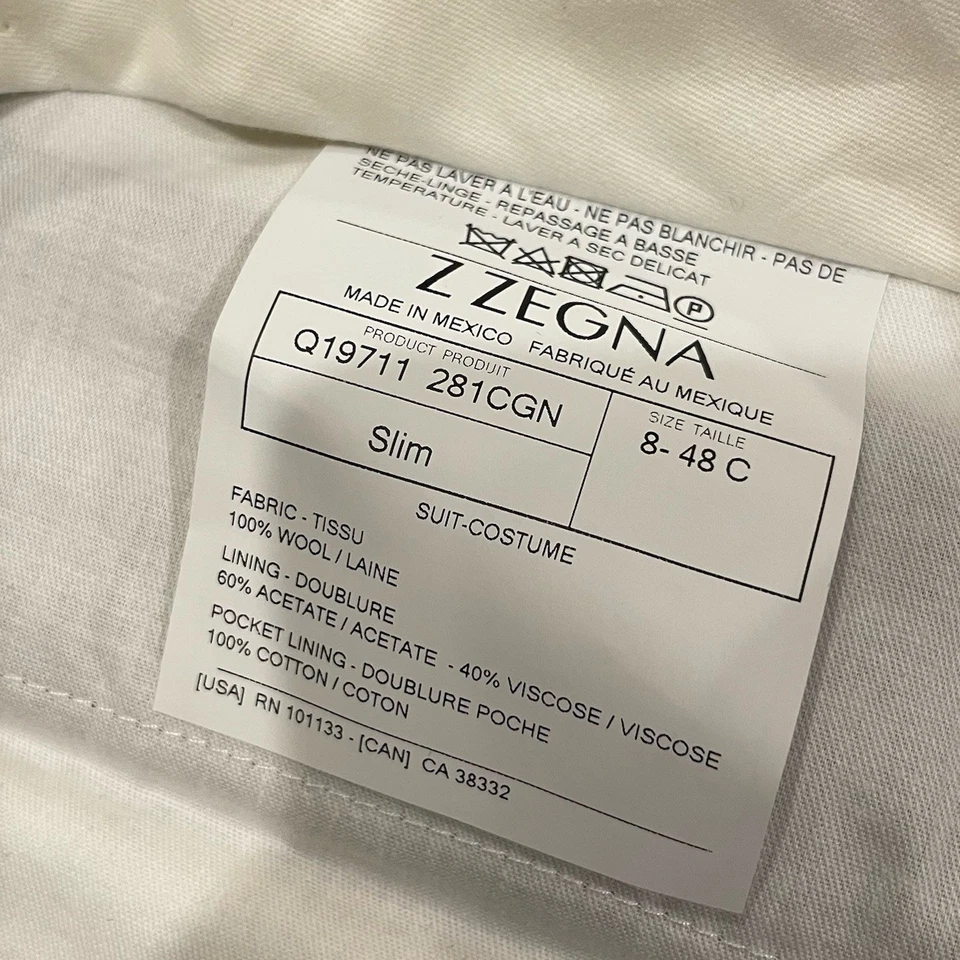 NE PAS LAVER A L'EAU - NE PAS BLANCHIR - PAS DE
SECHE-LINGE - REPASSAGE A BASSE
TEMPERATURE - LAVER A SEC DELICAT
P
Z ZEGNA
MADE IN MEXICO FABRIQUÉ AU MEXIQUE
PRODUCT PRODUIT
Q19711 281CGN
SIZE TAILLE
8- 48 C
Slim
SUIT-COSTUME
FABRIC - TISSU
100% WOOL / LAINE
LINING - DOUBLURE
60% ACETATE / ACETATE - 40% VISCOSE / VISCOSE
POCKET LINING - DOUBLURE POCHE
100% COTTON / COTON
[USA] RN 101133 - [CAN] CA 38332